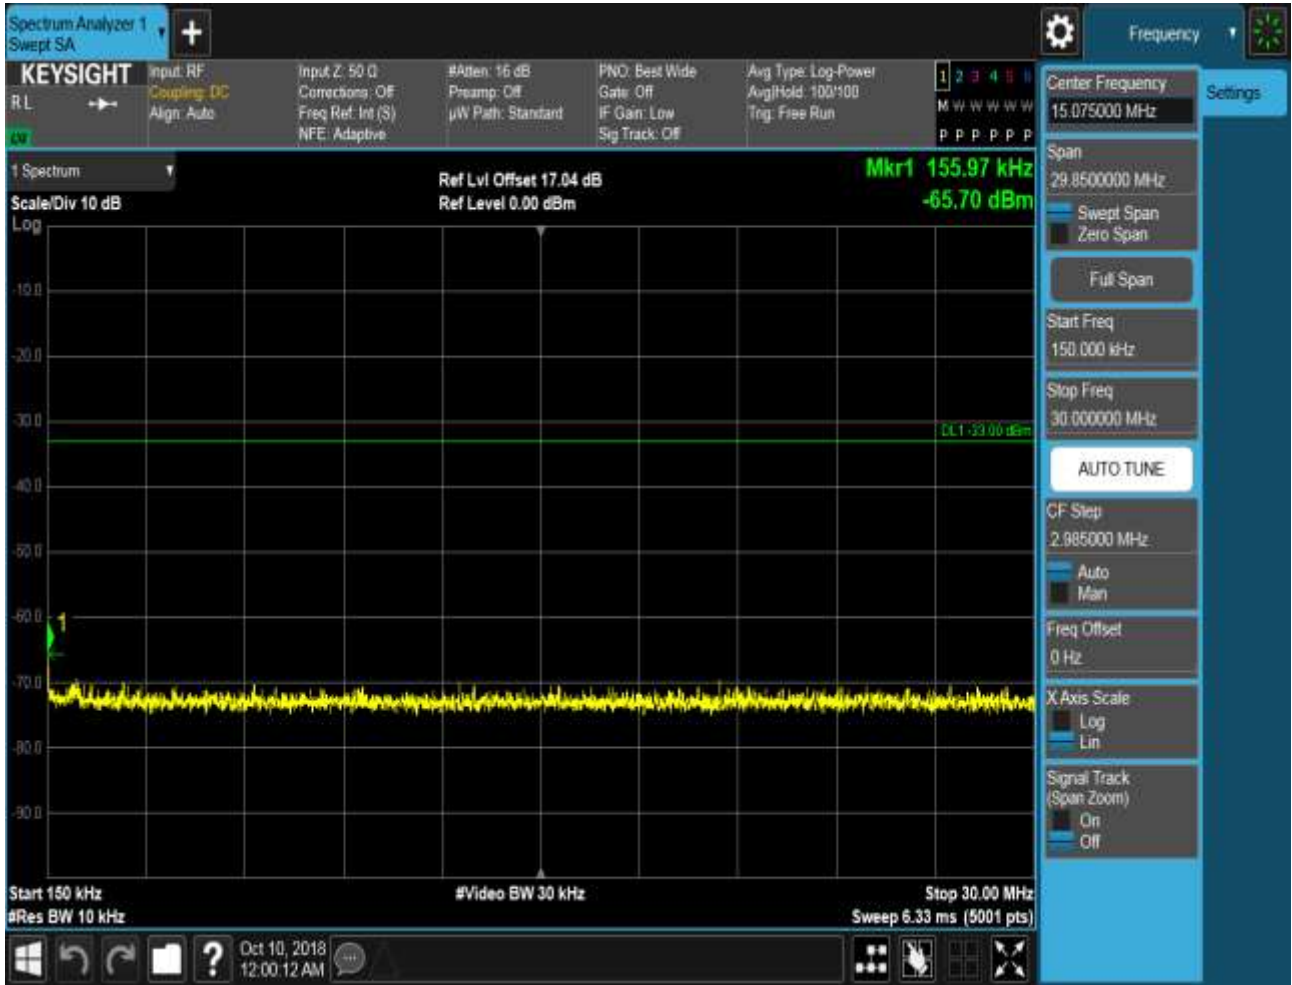 Spectrum Analyzer 1
Swept SA
+
Frequency
KEYSIGHT
RL
Input: RF
Coupling: DC
Align: Auto
Input Z: 50 Ω
Corrections: Off
Freq Ref: Int (S)
NFE: Adaptive
#Atten: 16 dB
Preamp: Off
µW Path: Standard
PNO: Best Wide
Gate: Off
IF Gain: Low
Sig Track: Off
Avg Type: Log-Power
Avg|Hold: 100/100
Trig: Free Run
1 2 3 4 5 6
M W W W W W
P P P P P P
LXI
1 Spectrum
Scale/Div 10 dB
Log
Ref Lvl Offset 17.04 dB
Ref Level 0.00 dBm
Mkr1 155.97 kHz
-65.70 dBm
-10.0
-20.0
-30.0
DL1 -33.00 dBm
-40.0
-50.0
-60.0
1
-70.0
-80.0
-90.0
Start 150 kHz
#Res BW 10 kHz
#Video BW 30 kHz
Stop 30.00 MHz
Sweep 6.33 ms (5001 pts)
Center Frequency
15.075000 MHz
Settings
Span
29.8500000 MHz
Swept Span
Zero Span
Full Span
Start Freq
150.000 kHz
Stop Freq
30.000000 MHz
AUTO TUNE
CF Step
2.985000 MHz
Auto
Man
Freq Offset
0 Hz
X Axis Scale
Log
Lin
Signal Track
(Span Zoom)
On
Off
?
Oct 10, 2018
12:00:12 AM